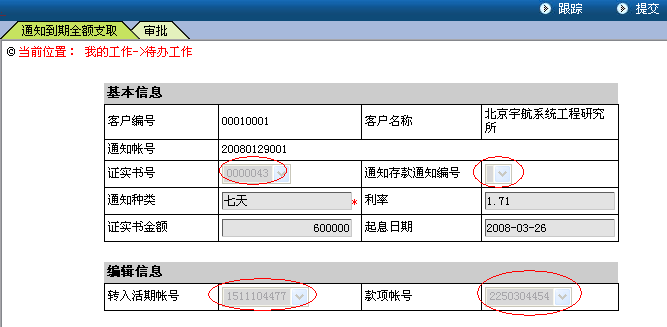 跟踪 提交
通知到期全额支取 审批
当前位置： 我的工作->待办工作
基本信息
客户编号 00010001 客户名称 北京宇航系统工程研究所
通知帐号 20080129001
证实书号 0000043 通知存款通知编号
通知种类 七天 * 利率 1.71
证实书金额 600000 起息日期 2008-03-26
编辑信息
转入活期帐号 1511104477 款项帐号 2250304454